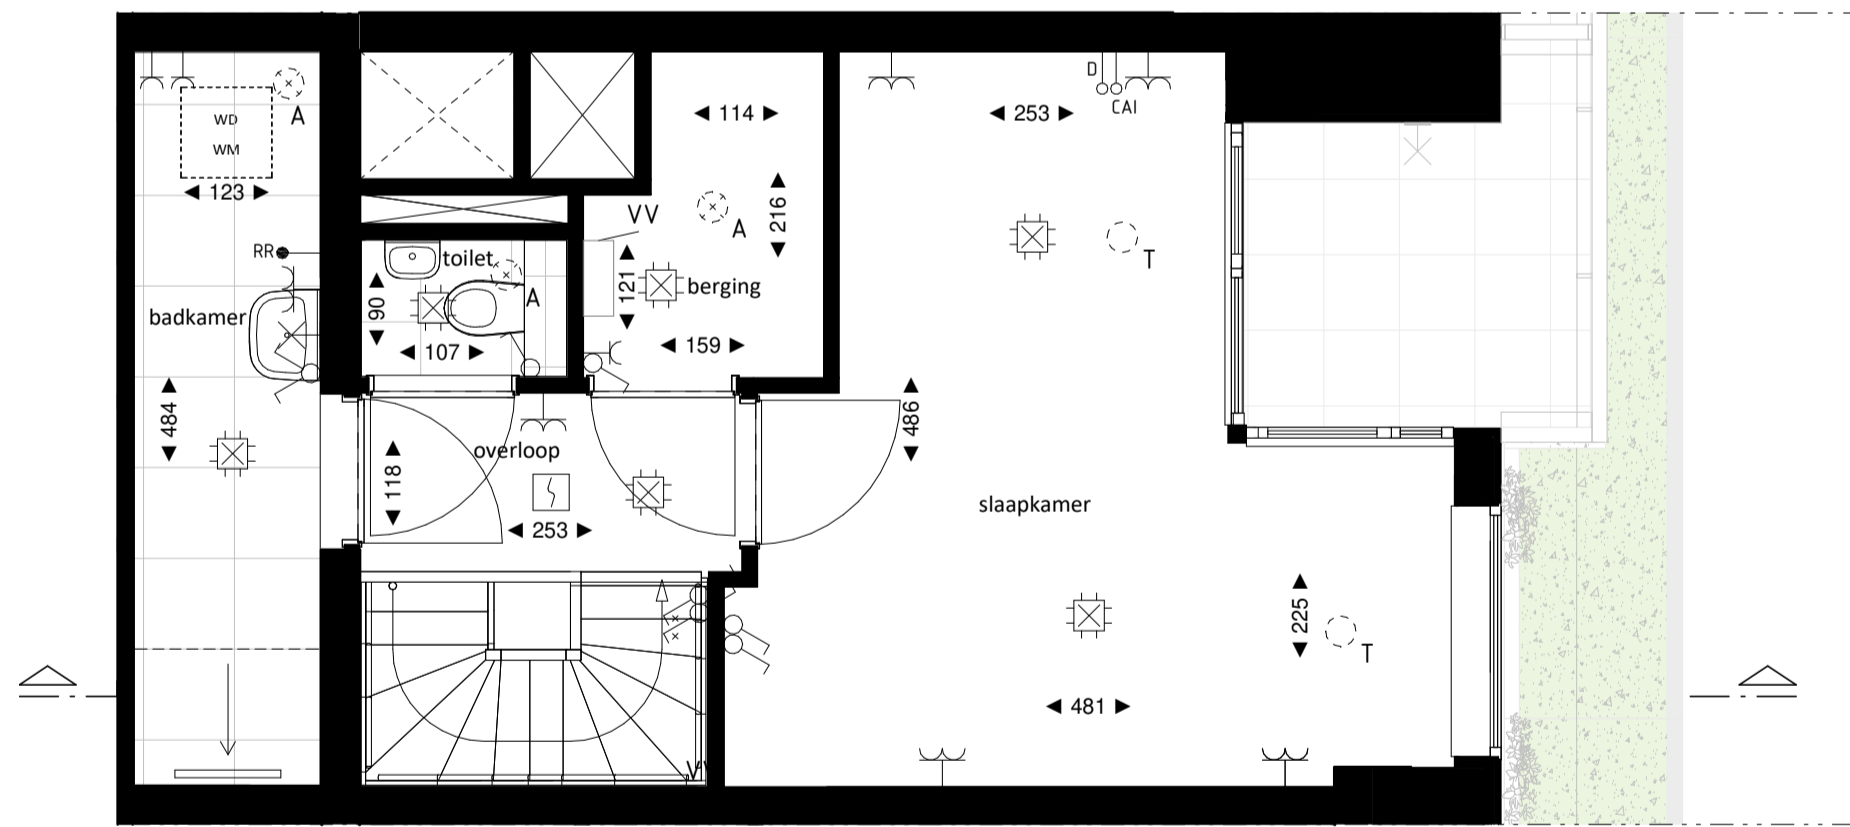 D
CAI
A
WD
WM
123
114
253
216
VV
A
T
RR
toilet
A
90
121
berging
badkamer
107
159
484
486
overloop
118
253
slaapkamer
225
T
481